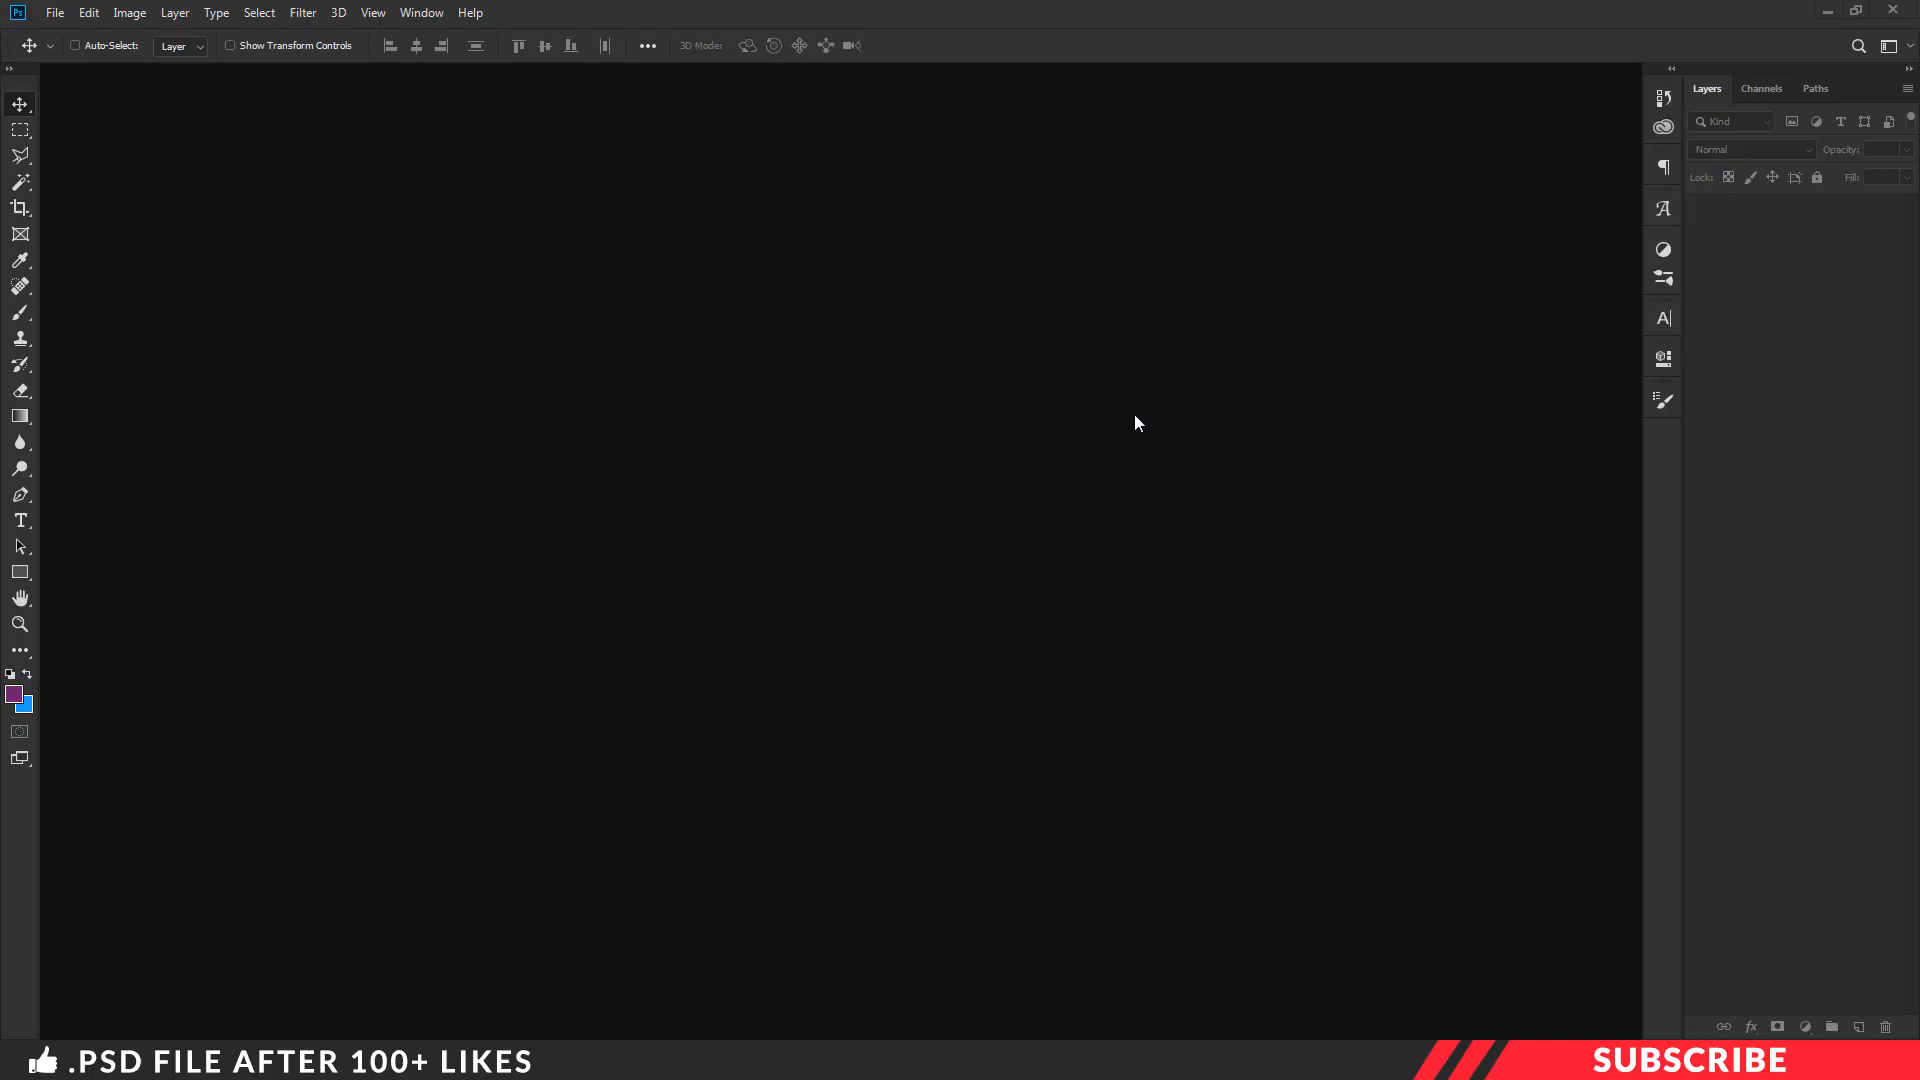 Ps File Edit Image Layer Type Select Filter 3D View Window Help
Auto-Select: Layer Show Transform Controls 3D Mode:
Layers Channels Paths
Kind
Normal Opacity:
Lock: Fill:
.PSD FILE AFTER 100+ LIKES
SUBSCRIBE